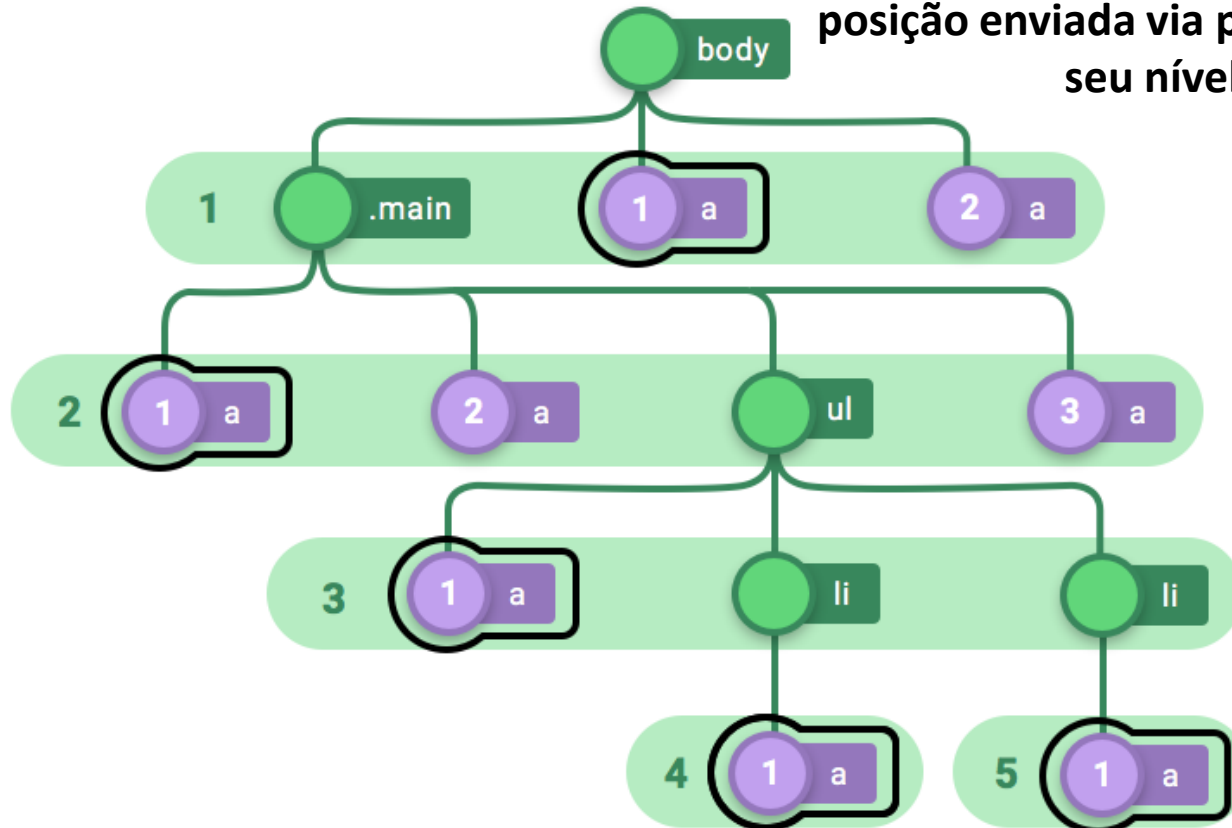 posição enviada via
seu nível
body
1 .main 1 a 2 a
2 1 a 2 a ul 3 a
3 1 a li li
4 1 a 5 1 a